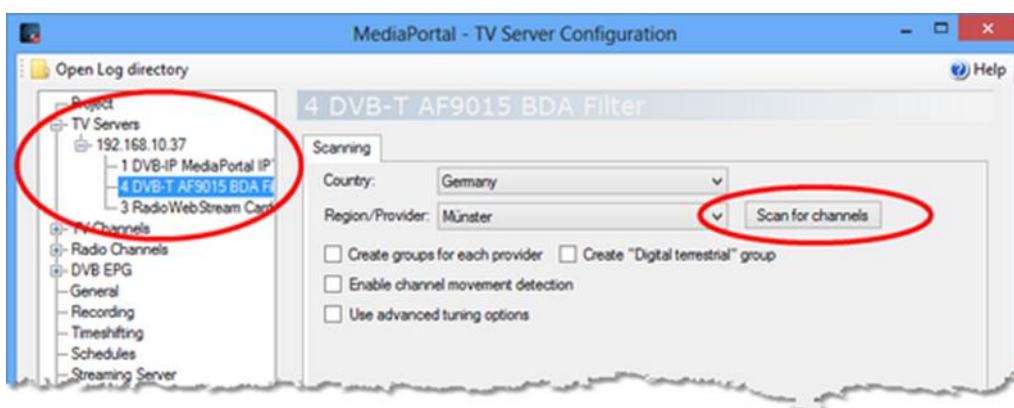 MediaPortal - TV Server Configuration
Open Log directory
Help
Project
TV Servers
192.168.10.37
1 DVB-IP MediaPortal IP
4 DVB-T AF9015 BDA Fi
3 RadioWebStream Card
TV Channels
Radio Channels
DVB EPG
General
Recording
Timeshifting
Schedules
Streaming Server
4 DVB-T AF9015 BDA Filter
Scanning
Country: Germany
Region/Provider: Münster Scan for channels
Create groups for each provider Create "Digital terrestrial" group
Enable channel movement detection
Use advanced tuning options